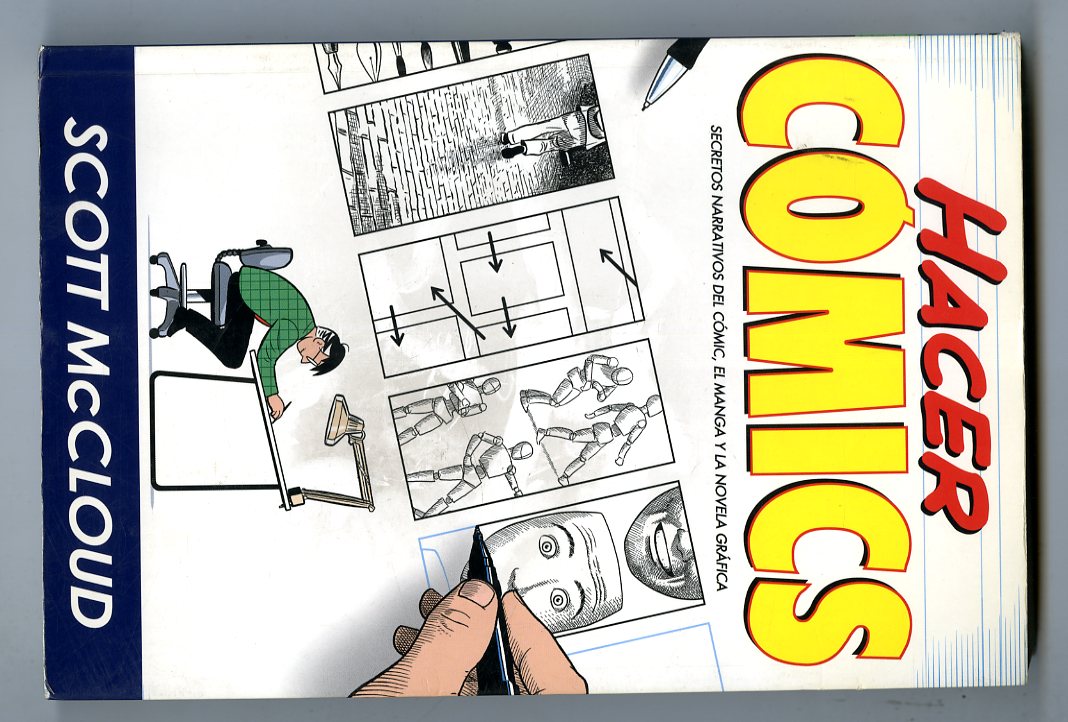 HACER
CÓMICS
SECRETOS NARRATIVOS DEL CÓMIC, EL MANGA Y LA NOVELA GRÁFICA
SCOTT McCLOUD